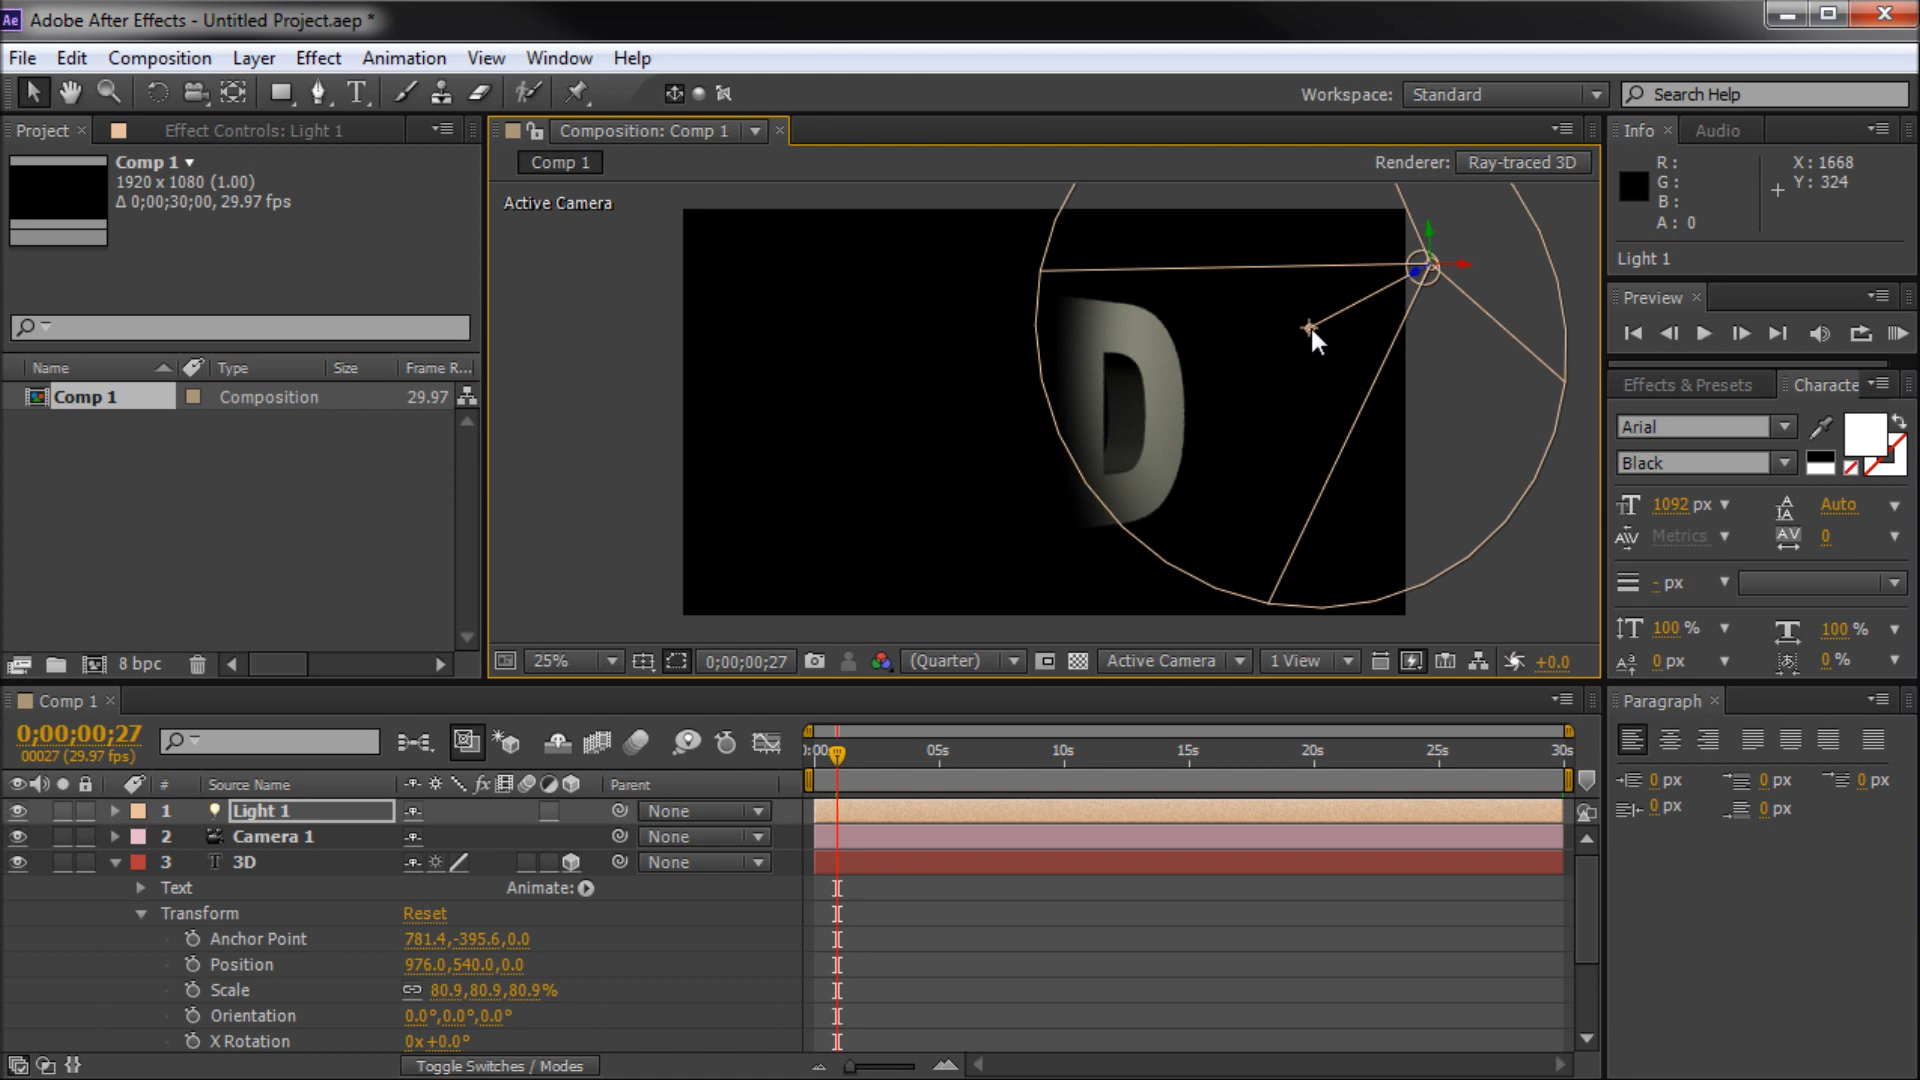 Ae Adobe After Effects - Untitled Project.aep *
File Edit Composition Layer Effect Animation View Window Help
Workspace: Standard Search Help
Project Effect Controls: Light 1
Comp 1
1920 x 1080 (1.00)
Δ 0;00;30;00, 29.97 fps
Name Type Size Frame R...
Comp 1 Composition 29.97
8 bpc
Composition: Comp 1
Comp 1 Renderer: Ray-traced 3D
Active Camera
D
25% 0;00;00;27 (Quarter) Active Camera 1 View +0.0
Info Audio
R: X: 1668
G: Y: 324
B:
A: 0
Light 1
Preview
Effects & Presets Characte
Arial
Black
1092 px Auto
Metrics 0
- px
100 % 100 %
0 px 0 %
Paragraph
0 px 0 px 0 px
0 px 0 px
Comp 1
0;00;00;27
00027 (29.97 fps)
0:00 05s 10s 15s 20s 25s 30s
# Source Name fx Parent
1 Light 1 None
2 Camera 1
3 T 3D None
Text Animate:
Transform Reset
Anchor Point 781.4,-395.6,0.0
Position 976.0,540.0,0.0
Scale 80.9,80.9,80.9%
Orientation 0.0°,0.0°,0.0°
X Rotation 0x+0.0°
Toggle Switches / Modes